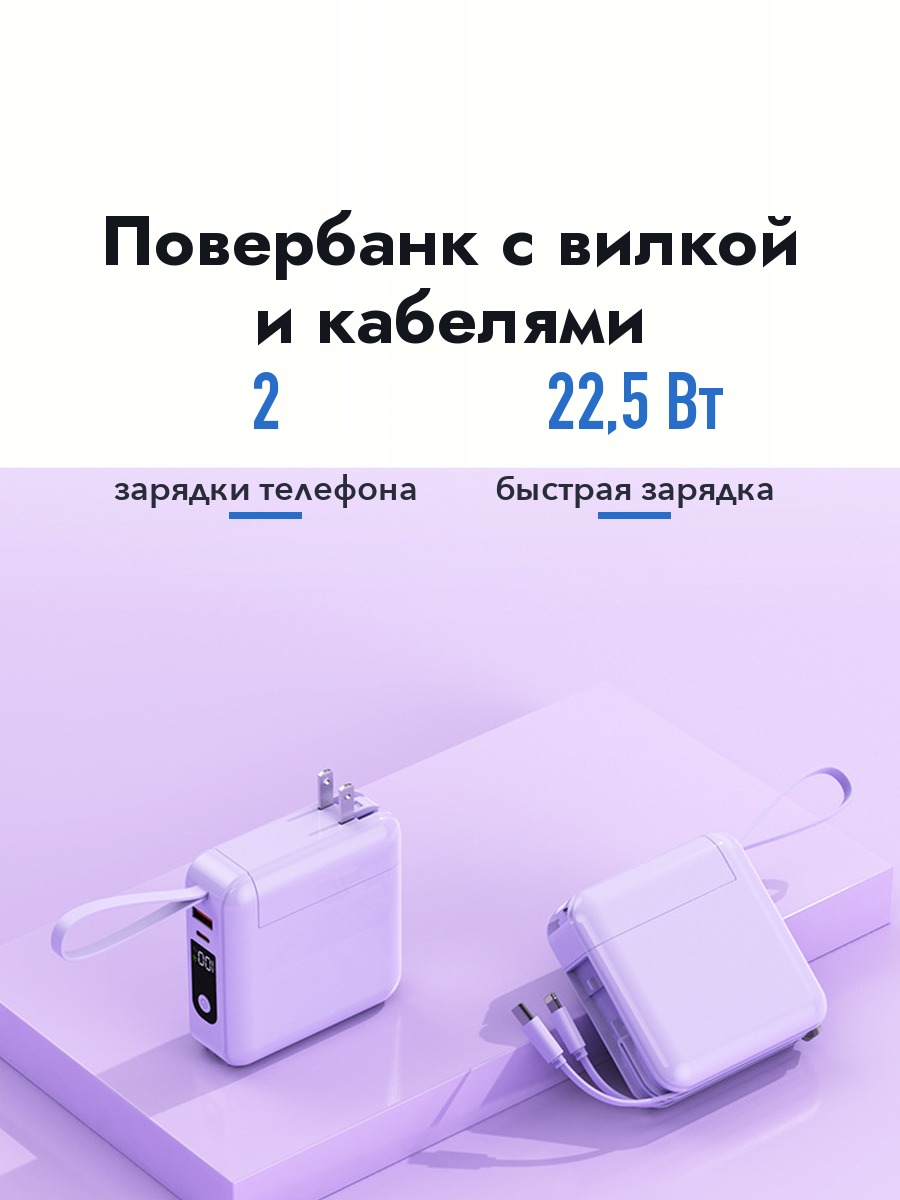 Повербанк с вилкой
и кабелями
2
22,5 Вт
зарядки телефона
быстрая зарядка